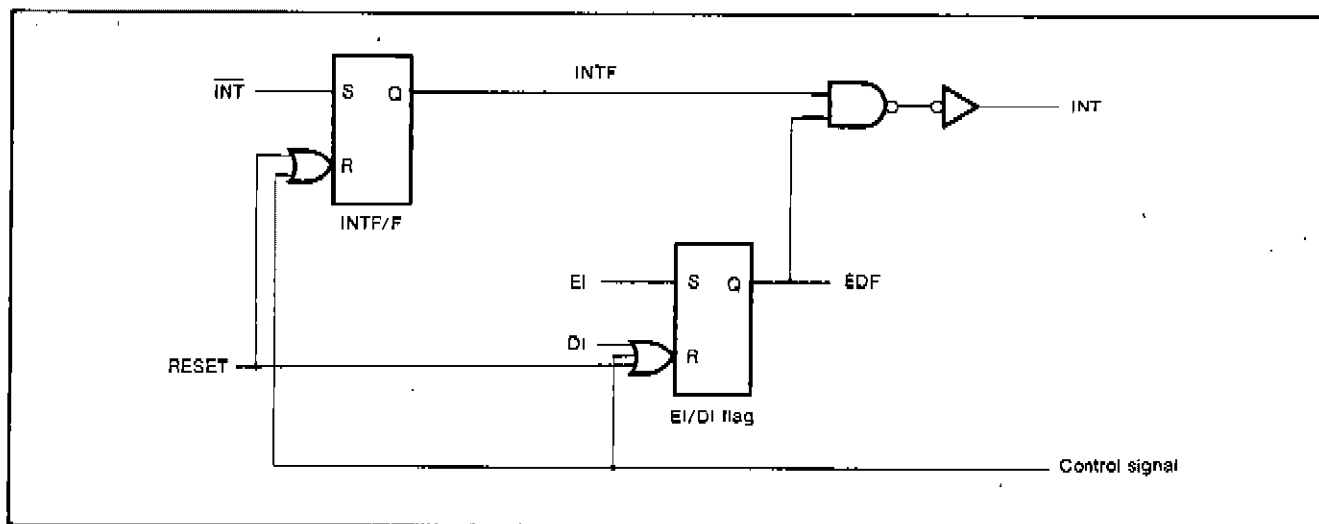 INTF
INT
S Q
INT
R
INTF/F
EI
S Q
EDF
DI
R
RESET
EI/DI flag
Control signal